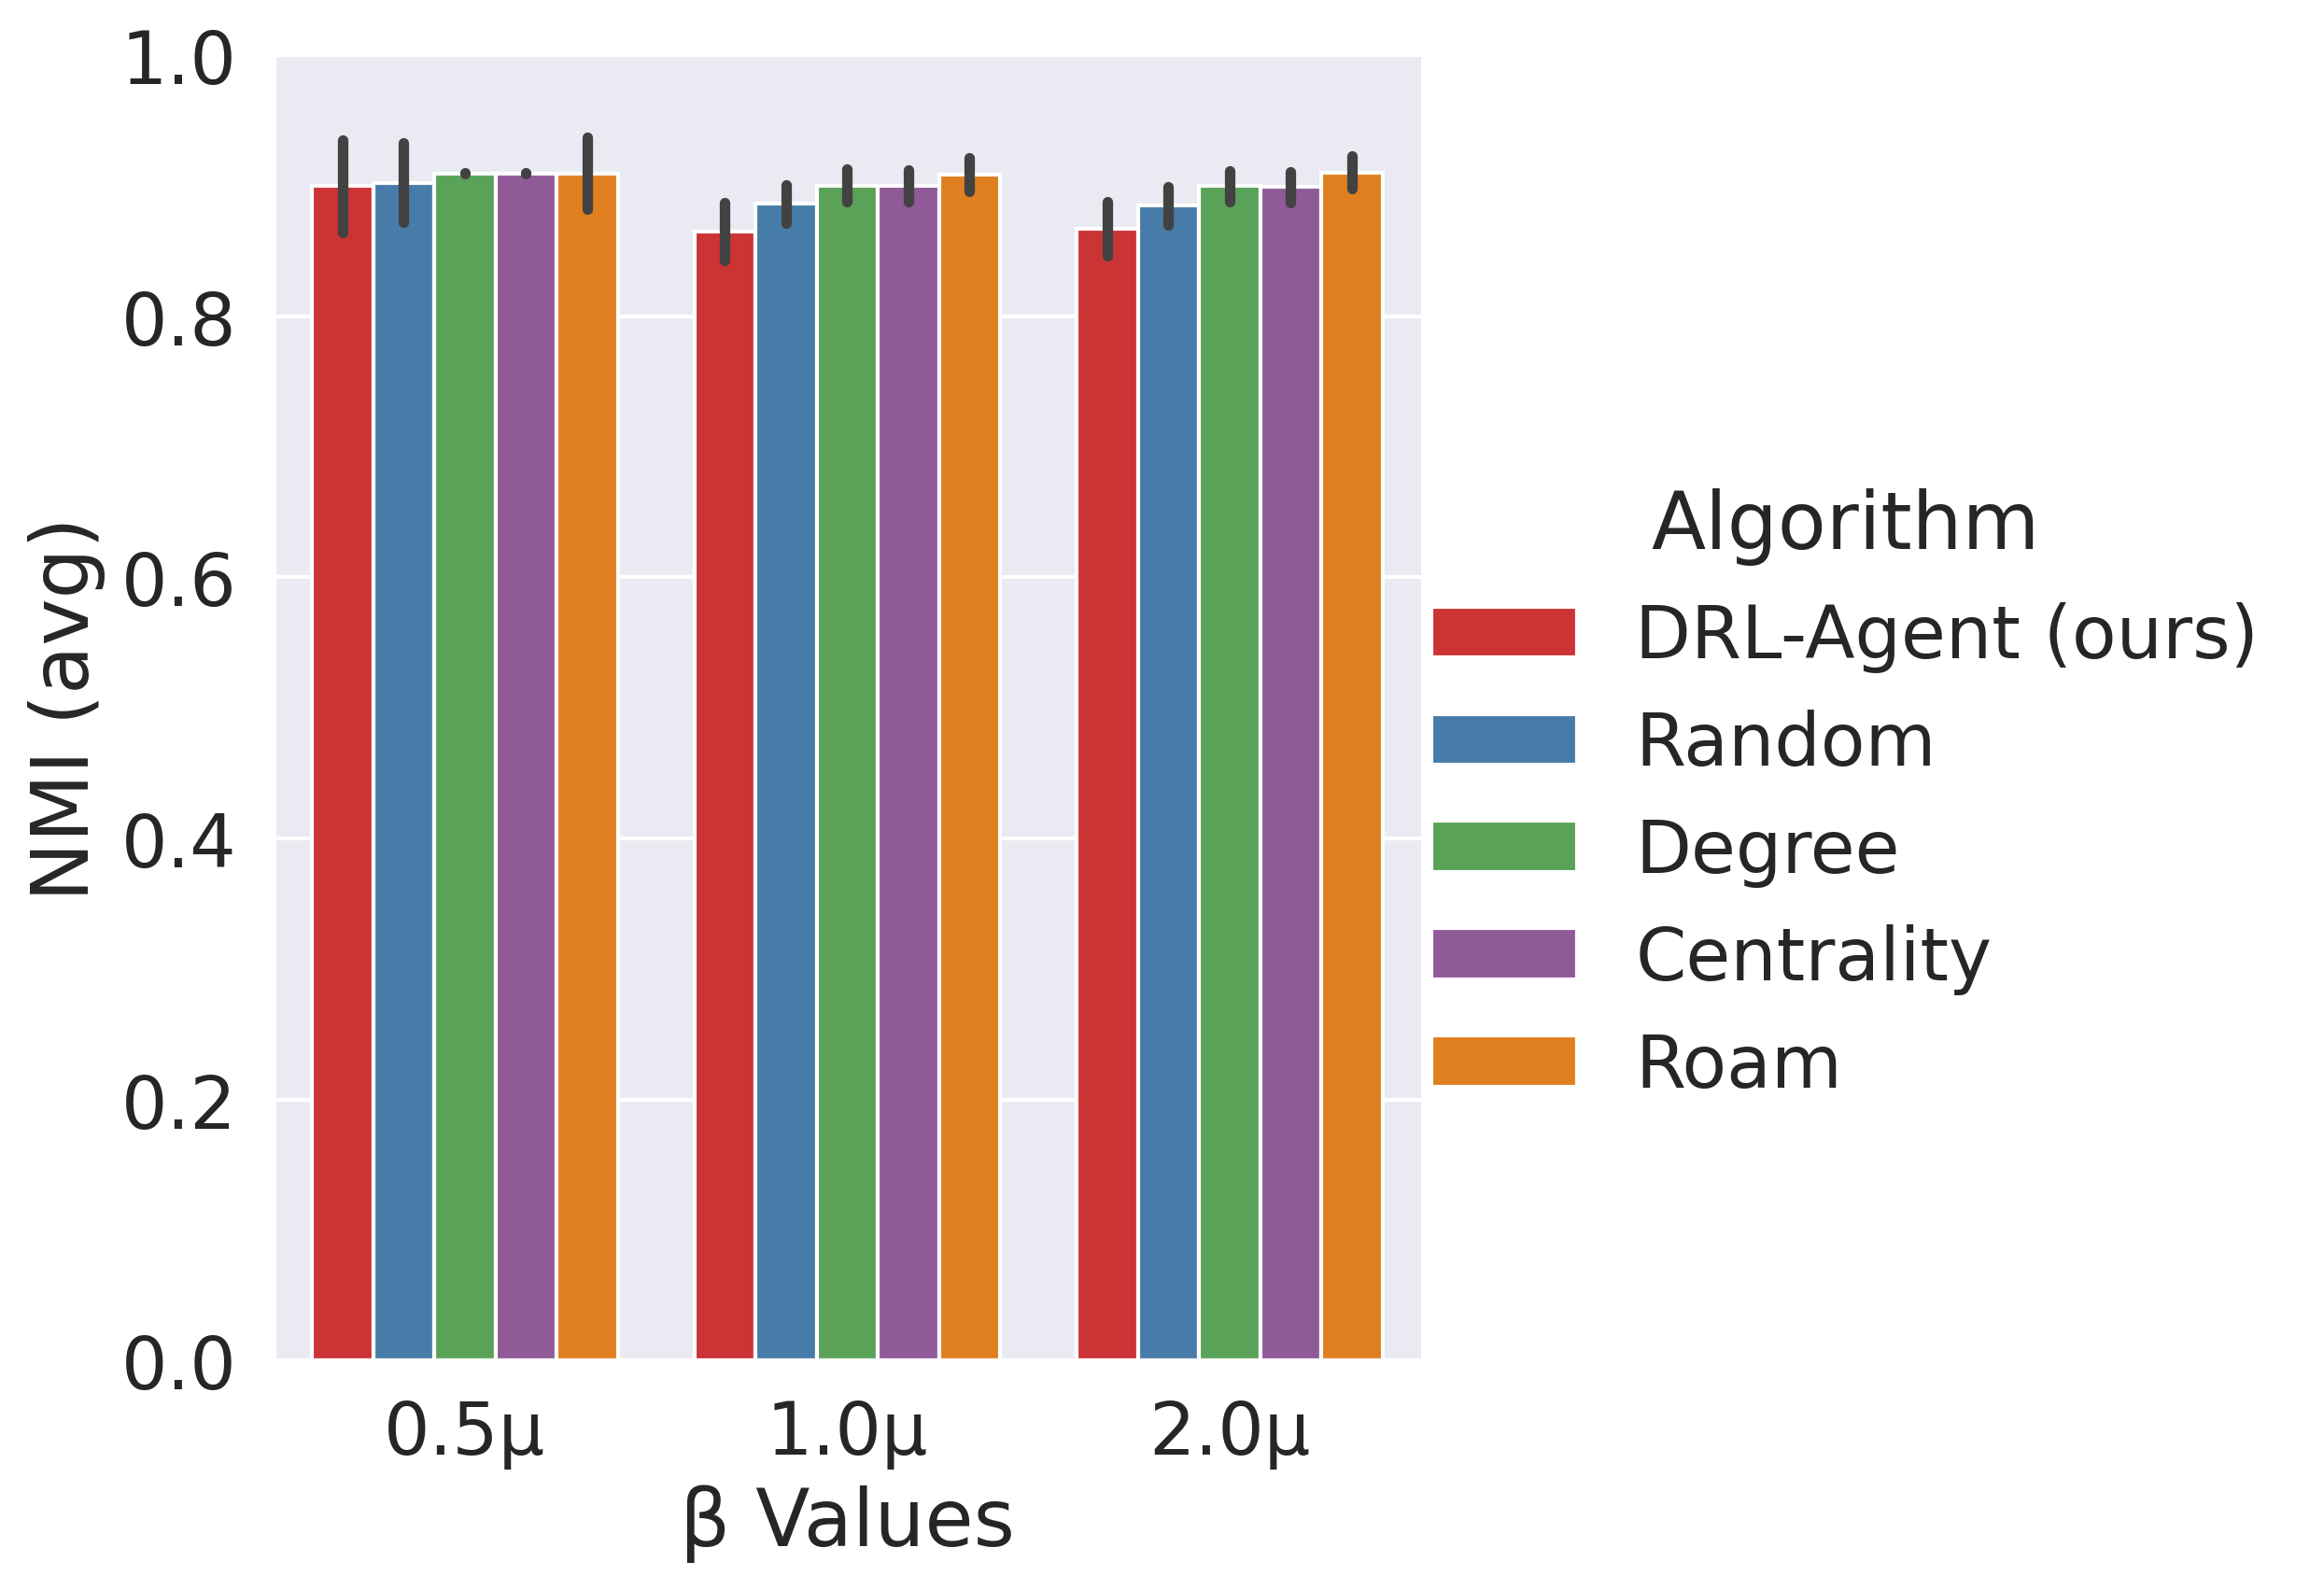 1.0
0.8
0.6
0.4
0.2
0.0
NMI (avg)
0.5μ 1.0μ 2.0μ
β Values
Algorithm
DRL-Agent (ours)
Random
Degree
Centrality
Roam